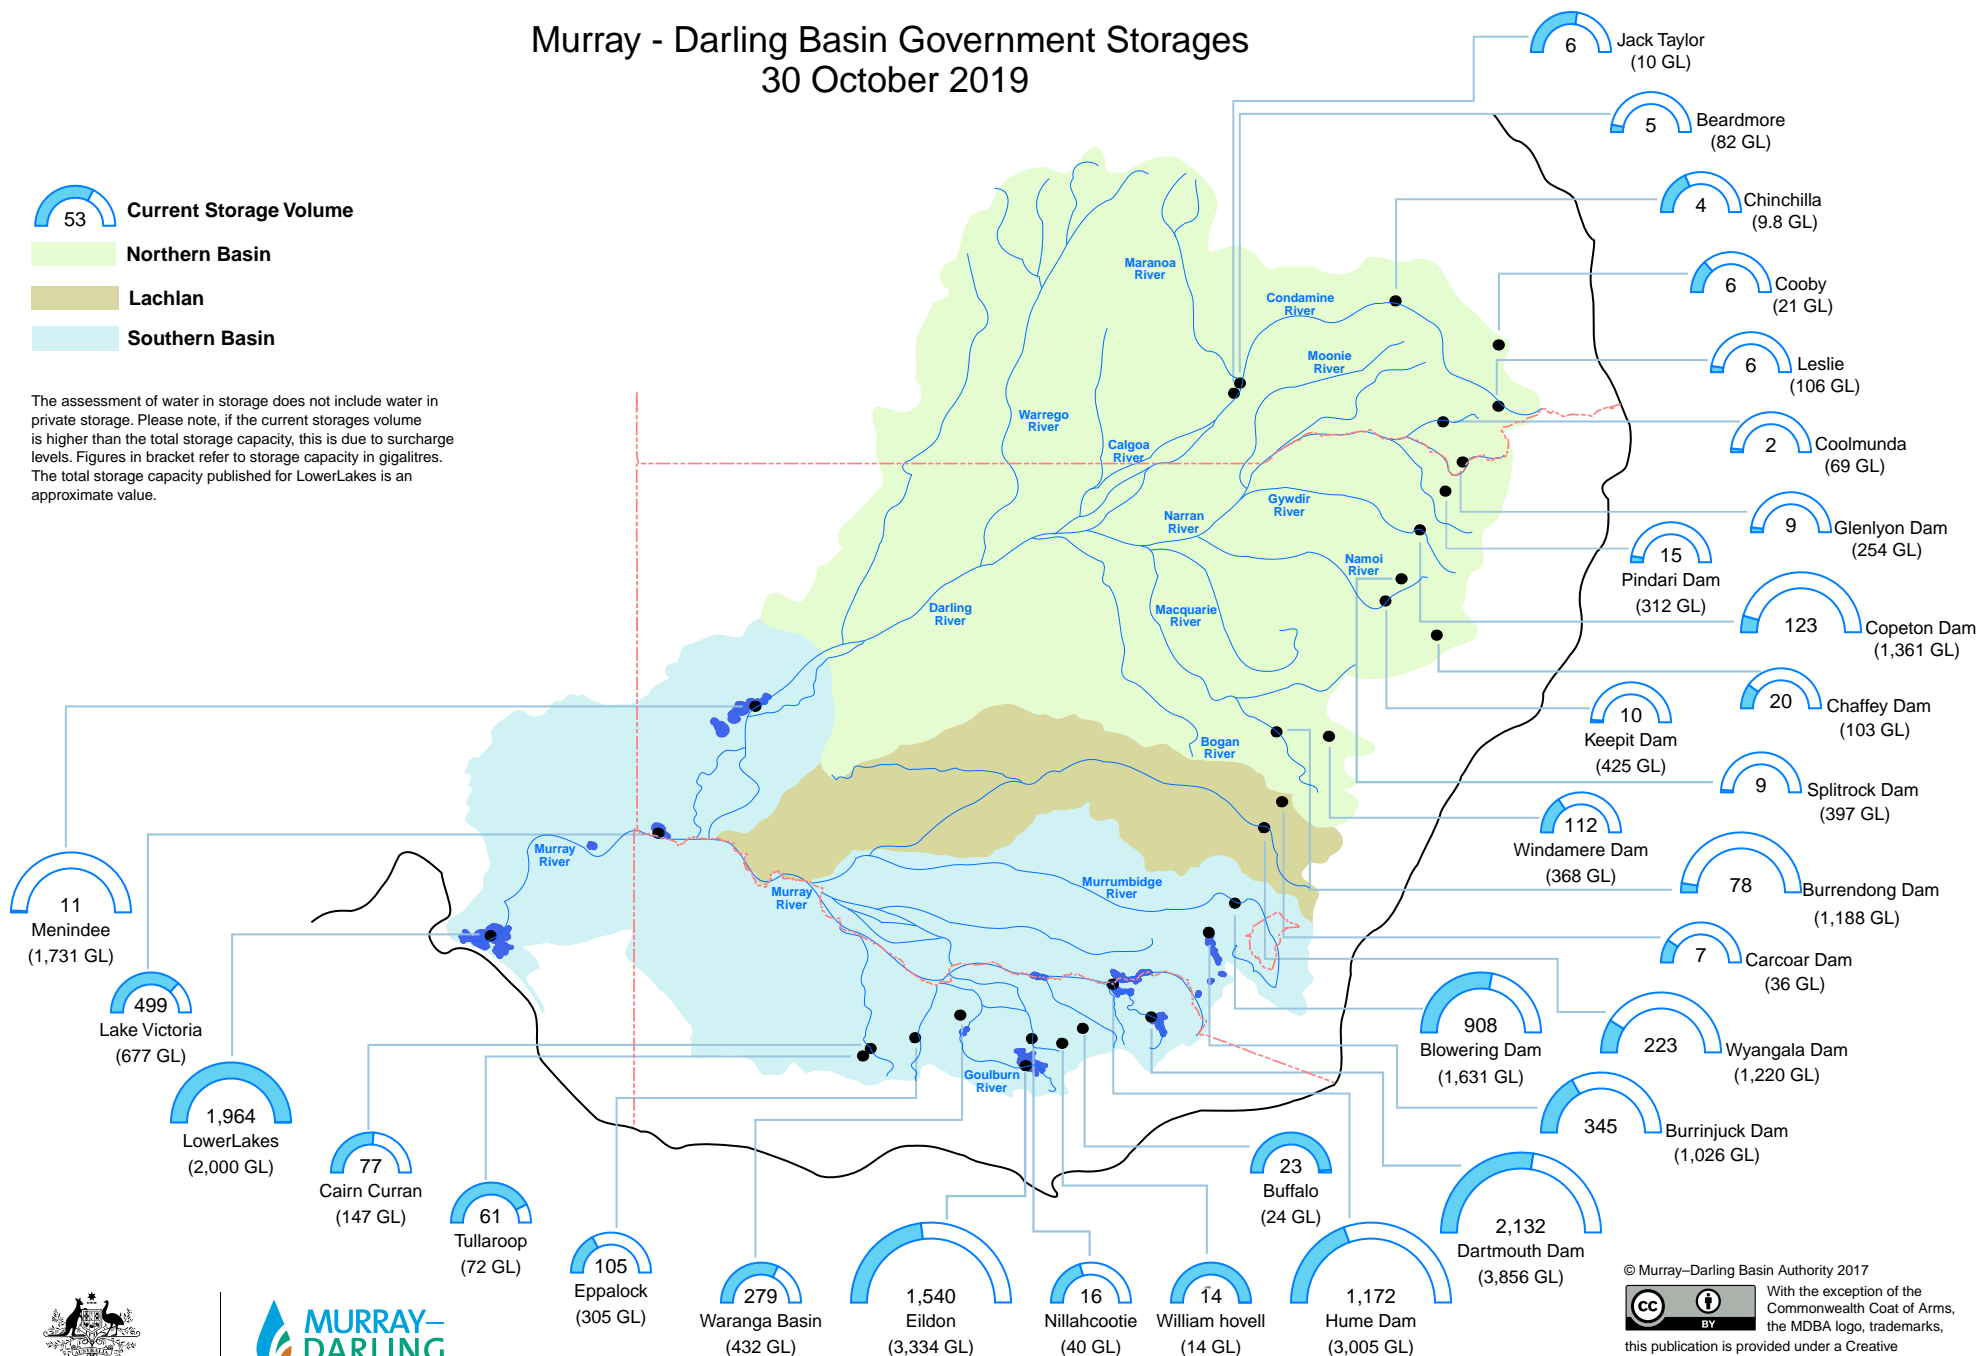 Murray - Darling Basin Government Storages
30 October 2019
53
Current Storage Volume
Northern Basin
Lachlan
Southern Basin
The assessment of water in storage does not include water in
private storage. Please note, if the current storages volume
is higher than the total storage capacity, this is due to surcharge
levels. Figures in bracket refer to storage capacity in gigalitres.
The total storage capacity published for LowerLakes is an
approximate value.
6
Jack Taylor
(10 GL)
5
Beardmore
(82 GL)
4
Chinchilla
(9.8 GL)
6
Cooby
(21 GL)
6
Leslie
(106 GL)
2
Coolmunda
(69 GL)
9
Glenlyon Dam
(254 GL)
15
Pindari Dam
(312 GL)
123
Copeton Dam
(1,361 GL)
20
Chaffey Dam
(103 GL)
10
Keepit Dam
(425 GL)
9
Splitrock Dam
(397 GL)
112
Windamere Dam
(368 GL)
78
Burrendong Dam
(1,188 GL)
7
Carcoar Dam
(36 GL)
908
Blowering Dam
(1,631 GL)
223
Wyangala Dam
(1,220 GL)
345
Burrinjuck Dam
(1,026 GL)
2,132
Dartmouth Dam
(3,856 GL)
23
Buffalo
(24 GL)
1,172
Hume Dam
(3,005 GL)
14
William hovell
(14 GL)
16
Nillahcootie
(40 GL)
1,540
Eildon
(3,334 GL)
279
Waranga Basin
(432 GL)
105
Eppalock
(305 GL)
61
Tullaroop
(72 GL)
77
Cairn Curran
(147 GL)
1,964
LowerLakes
(2,000 GL)
499
Lake Victoria
(677 GL)
11
Menindee
(1,731 GL)
Maranoa
River
Condamine
River
Moonie
River
Warrego
River
Calgoa
River
Gywdir
River
Narran
River
Namoi
River
Darling
River
Macquarie
River
Bogan
River
Murray
River
Murray
River
Murrumbidge
River
Goulburn
River
AUSTRALIA
MURRAY–
DARLING
© Murray–Darling Basin Authority 2017
cc
BY
With the exception of the
Commonwealth Coat of Arms,
the MDBA logo, trademarks,
this publication is provided under a Creative